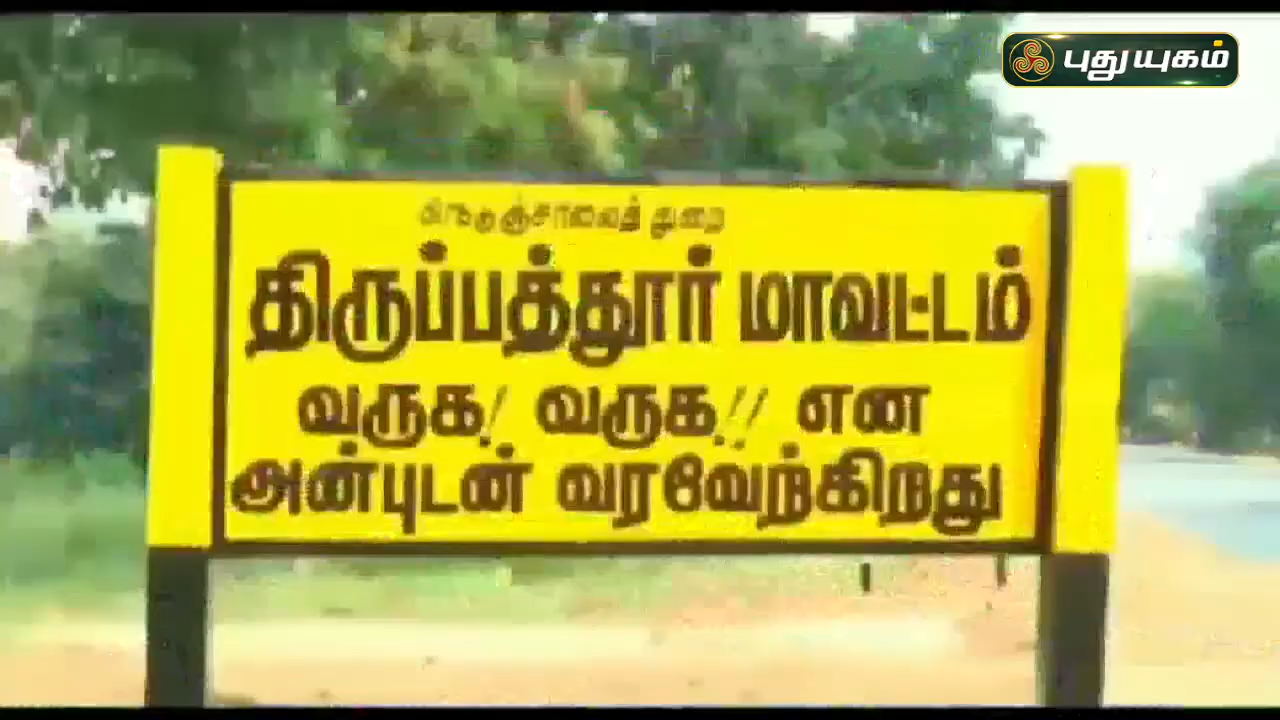 புதுயுகம்
நெடுஞ்சாலைத் துறை
திருப்பத்தூர் மாவட்டம்
வருக! வருக!! என
அன்புடன் வரவேற்கிறது